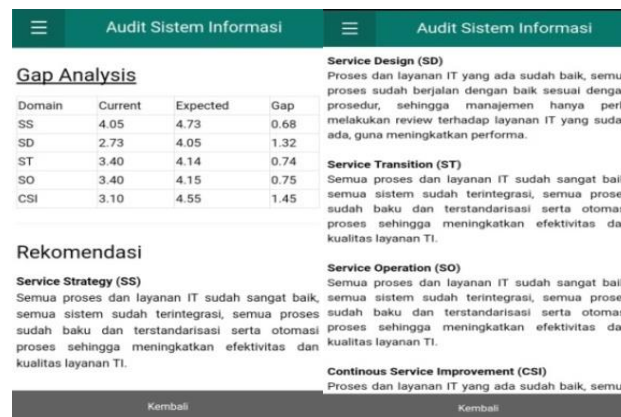 Audit Sistem Informasi
Gap Analysis
Domain Current Expected Gap
SS 4.05 4.73 0.68
SD 2.73 4.05 1.32
ST 3.40 4.14 0.74
SO 3.40 4.15 0.75
CSI 3.10 4.55 1.45
Rekomendasi
Service Strategy (SS)
Semua proses dan layanan IT sudah sangat baik,
semua sistem sudah terintegrasi, semua proses
sudah baku dan terstandarisasi serta otomasi
proses sehingga meningkatkan efektivitas dan
kualitas layanan TI.
Kembali
Audit Sistem Informasi
Service Design (SD)
Proses dan layanan IT yang ada sudah baik, semu
proses sudah berjalan dengan baik sesuai denga
prosedur, sehingga manajemen hanya perl
melakukan review terhadap layanan IT yang suda
ada, guna meningkatkan performa.
Service Transition (ST)
Semua proses dan layanan IT sudah sangat bai
semua sistem sudah terintegrasi, semua prose
sudah baku dan terstandarisasi serta otomas
proses sehingga meningkatkan efektivitas da
kualitas layanan TI.
Service Operation (SO)
Semua proses dan layanan IT sudah sangat bai
semua sistem sudah terintegrasi, semua prose
sudah baku dan terstandarisasi serta otomas
proses sehingga meningkatkan efektivitas da
kualitas layanan TI.
Continous Service Improvement (CSI)
Proses dan layanan IT yang ada sudah baik, semu
Kembali